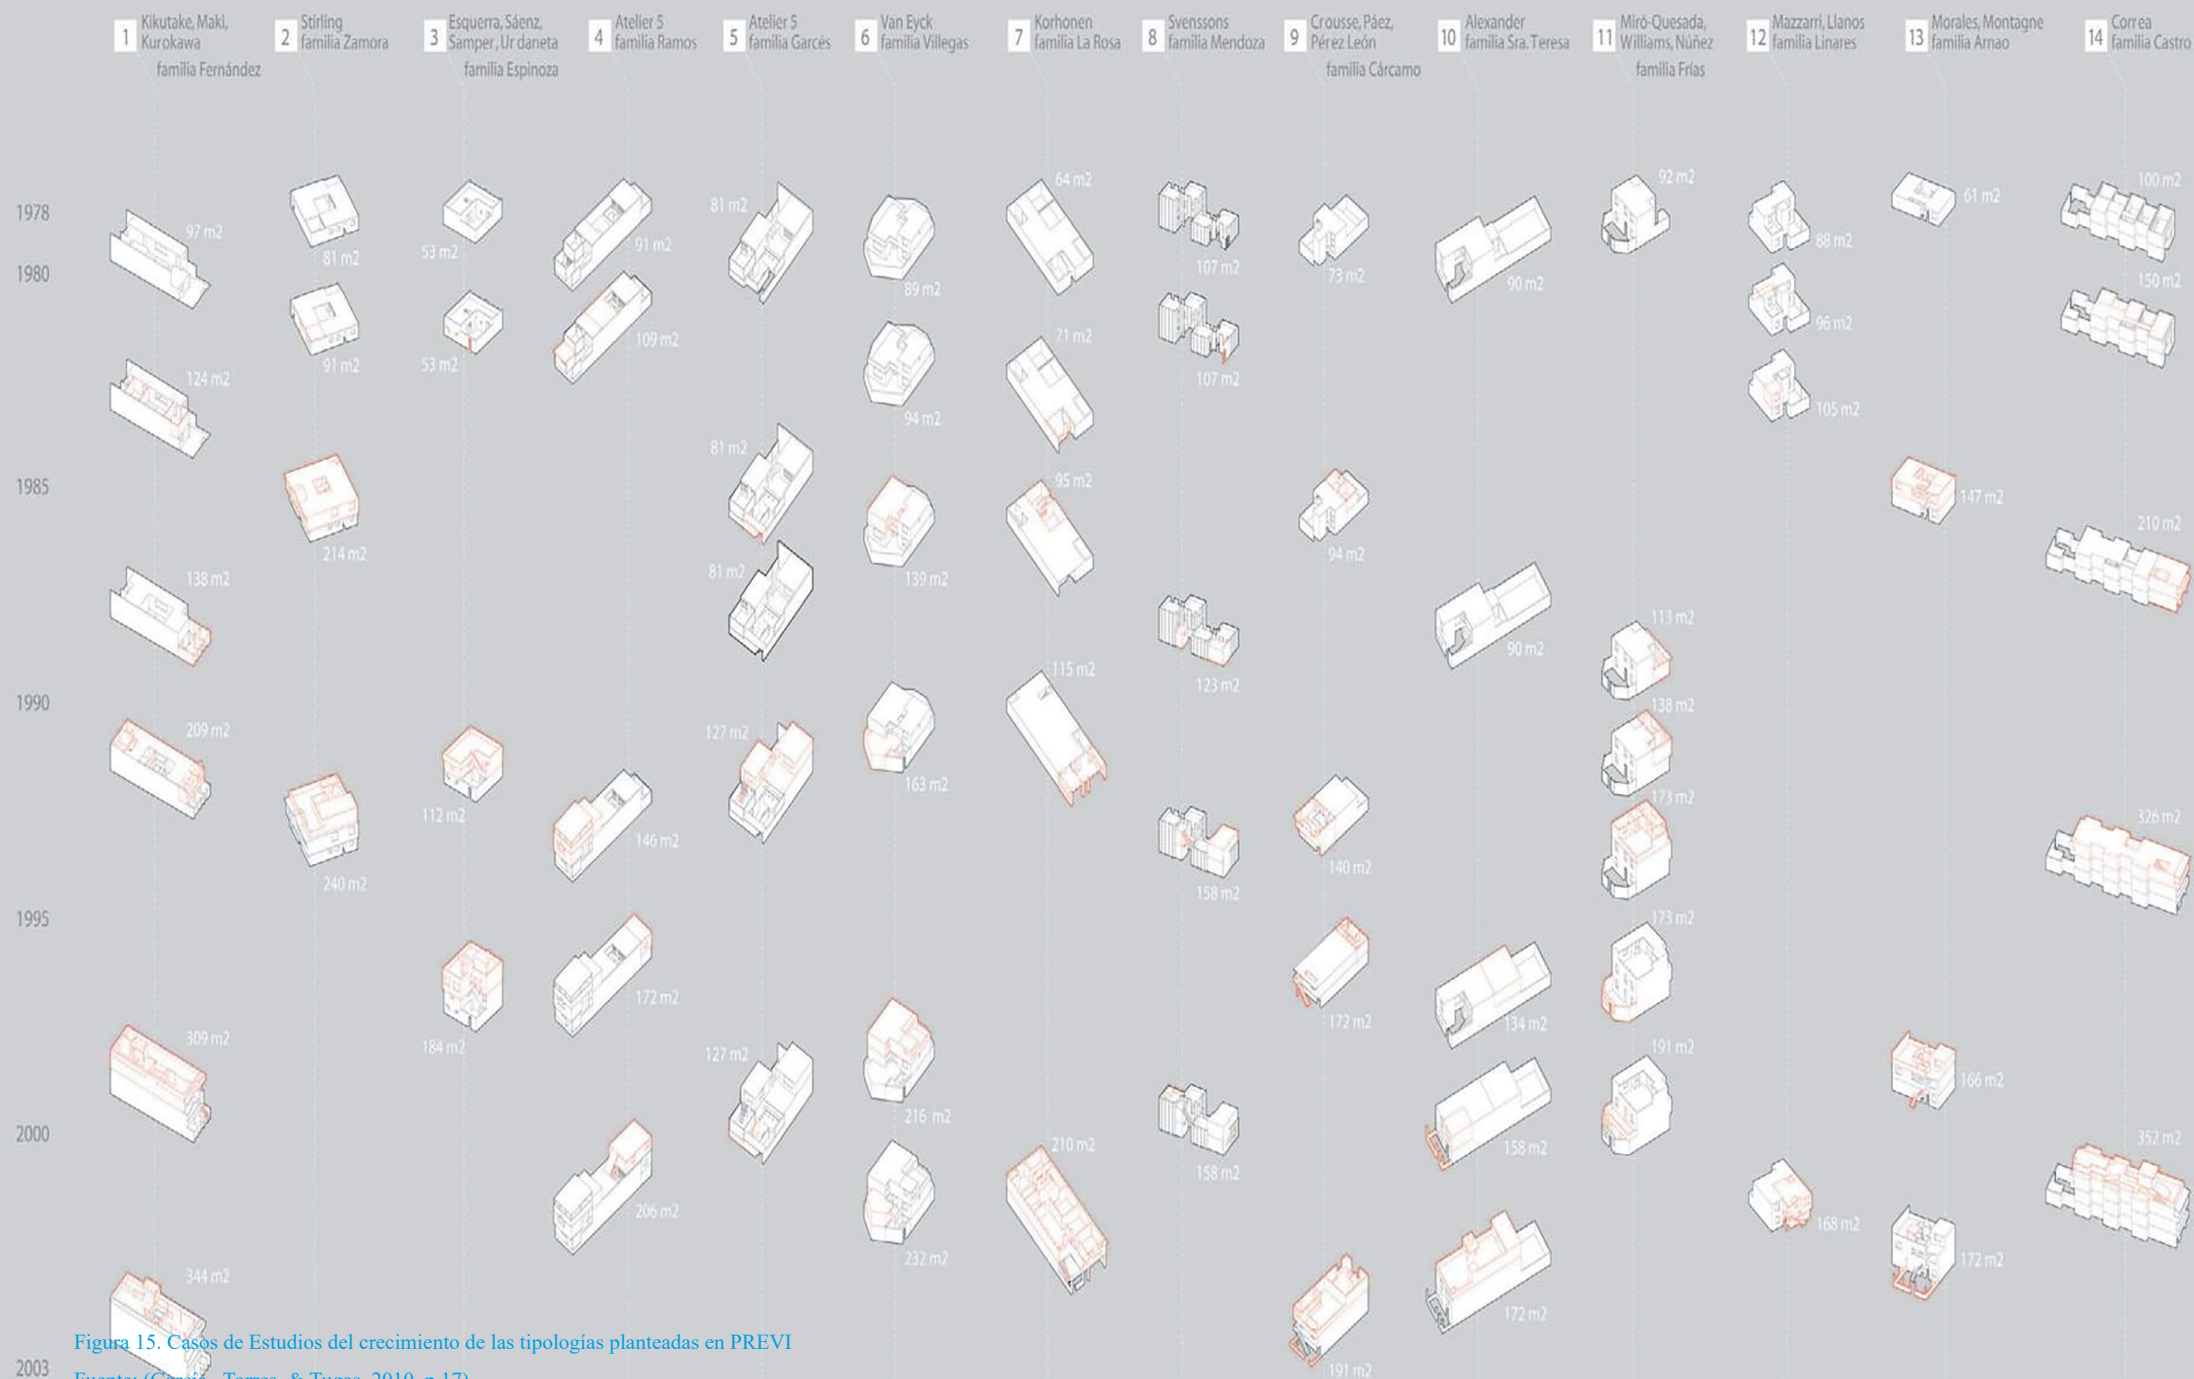 1 Kikutake, Maki,
Kurokawa
familia Fernández
2 Stirling
familia Zamora
3 Esquerra, Sáenz,
Samper, Urdaneta
familia Espinoza
4 Atelier 5
familia Ramos
5 Atelier 5
familia Garcés
6 Van Eyck
familia Villegas
7 Korhonen
familia La Rosa
8 Svenssons
familia Mendoza
9 Crousse, Páez,
Pérez León
familia Cárcamo
10 Alexander
familia Sra. Teresa
11 Miró-Quesada,
Williams, Núñez
familia Frías
12 Mazzarri, Llanos
familia Linares
13 Morales, Montagne
familia Arnao
14 Correa
familia Castro
1978
1980
1985
1990
1995
2000
2003
97 m2
124 m2
138 m2
209 m2
309 m2
344 m2
81 m2
91 m2
214 m2
240 m2
53 m2
53 m2
112 m2
184 m2
91 m2
109 m2
146 m2
172 m2
206 m2
81 m2
81 m2
81 m2
127 m2
127 m2
89 m2
94 m2
139 m2
163 m2
216 m2
232 m2
64 m2
71 m2
95 m2
115 m2
210 m2
107 m2
107 m2
123 m2
158 m2
158 m2
73 m2
94 m2
140 m2
172 m2
191 m2
90 m2
90 m2
134 m2
158 m2
172 m2
92 m2
113 m2
138 m2
173 m2
173 m2
191 m2
88 m2
96 m2
105 m2
168 m2
61 m2
147 m2
166 m2
172 m2
100 m2
150 m2
210 m2
326 m2
352 m2
Figura 15. Casos de Estudios del crecimiento de las tipologías planteadas en PREVI
Fuente: (García, Torres, & Tugas, 2010, p.17)